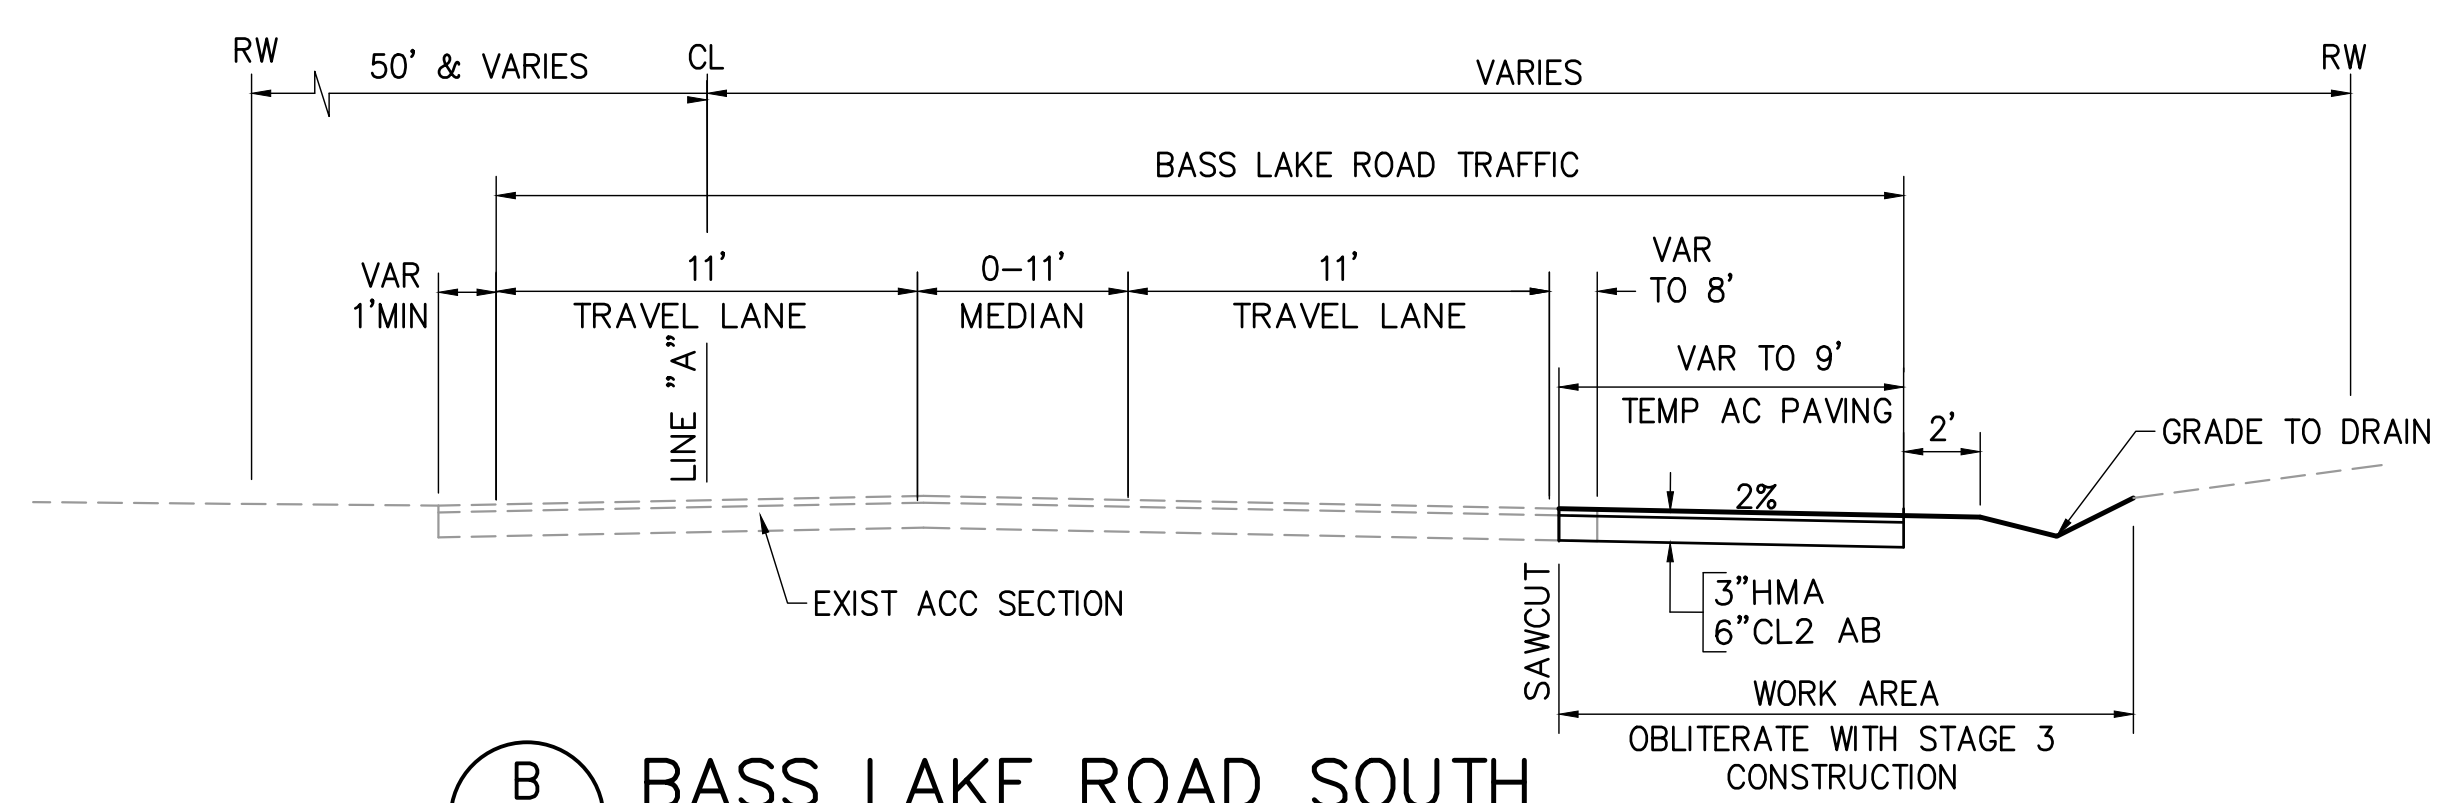 RW
50' & VARIES
CL
VARIES
RW
BASS LAKE ROAD TRAFFIC
VAR
1'MIN
11'
TRAVEL LANE
0-11'
MEDIAN
11'
TRAVEL LANE
VAR
TO 8'
LINE "A"
VAR TO 9'
TEMP AC PAVING
2'
GRADE TO DRAIN
2%
EXIST ACC SECTION
SAWCUT
3"HMA
6"CL2 AB
WORK AREA
OBLITERATE WITH STAGE 3
CONSTRUCTION
B
BASS LAKE ROAD SOUTH